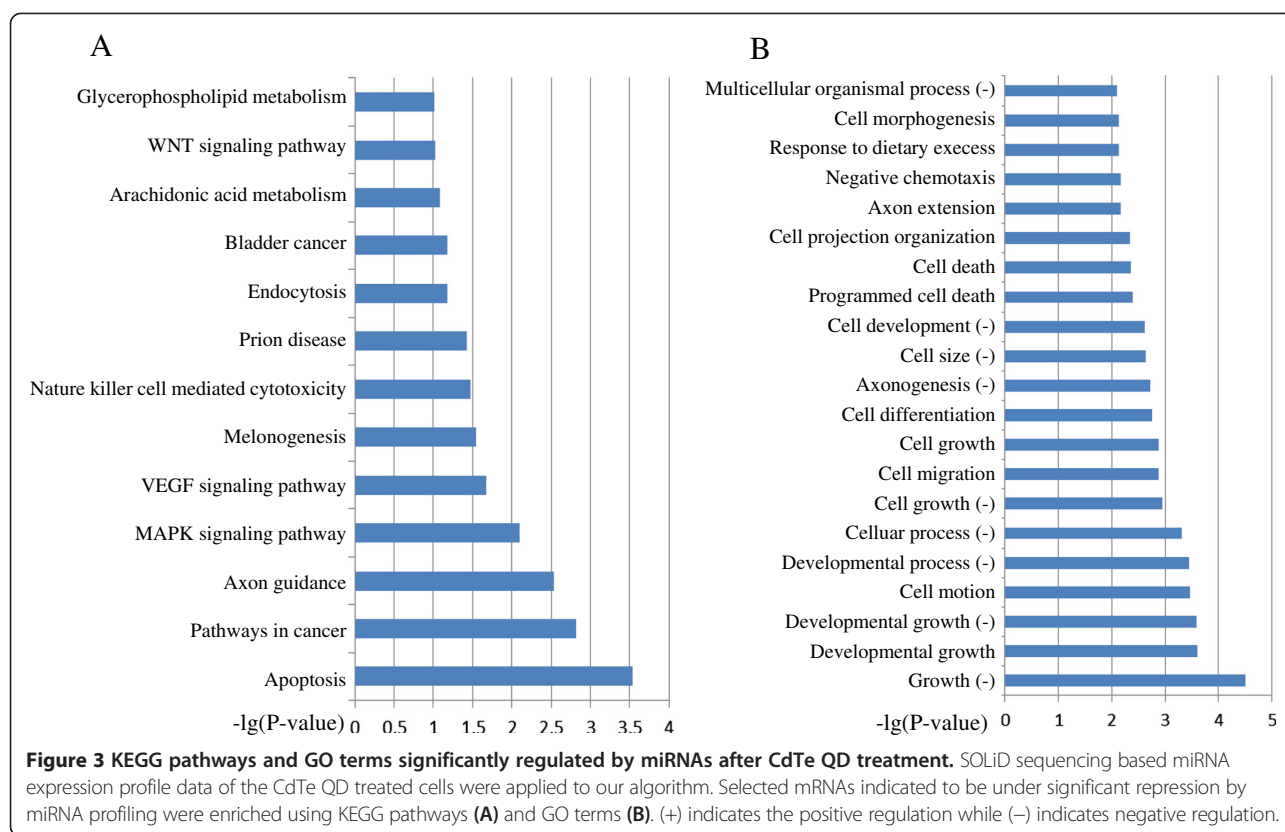 A
Glycerophospholipid metabolism
WNT signaling pathway
Arachidonic acid metabolism
Bladder cancer
Endocytosis
Prion disease
Nature killer cell mediated cytotoxicity
Melonogenesis
VEGF signaling pathway
MAPK signaling pathway
Axon guidance
Pathways in cancer
Apoptosis
-lg(P-value) 0 0.5 1 1.5 2 2.5 3 3.5 4
B
Multicellular organismal process (-)
Cell morphogenesis
Response to dietary execess
Negative chemotaxis
Axon extension
Cell projection organization
Cell death
Programmed cell death
Cell development (-)
Cell size (-)
Axonogenesis (-)
Cell differentiation
Cell growth
Cell migration
Cell growth (-)
Celluar process (-)
Developmental process (-)
Cell motion
Developmental growth (-)
Developmental growth
Growth (-)
-lg(P-value) 0 1 2 3 4 5
Figure 3 KEGG pathways and GO terms significantly regulated by miRNAs after CdTe QD treatment. SOLiD sequencing based miRNA
expression profile data of the CdTe QD treated cells were applied to our algorithm. Selected mRNAs indicated to be under significant repression by
miRNA profiling were enriched using KEGG pathways (A) and GO terms (B). (+) indicates the positive regulation while (−) indicates negative regulation.